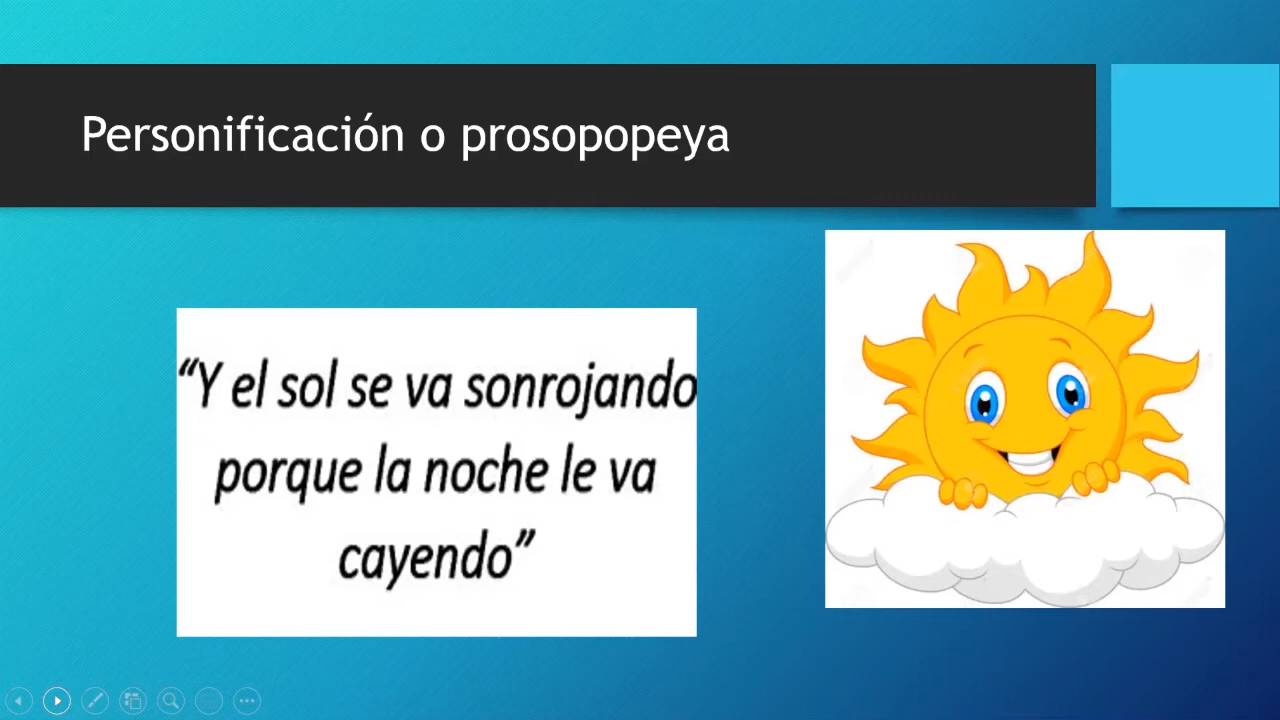 Personificación o prosopopeya
“Y el sol se va sonrojando
porque la noche le va
cayendo”